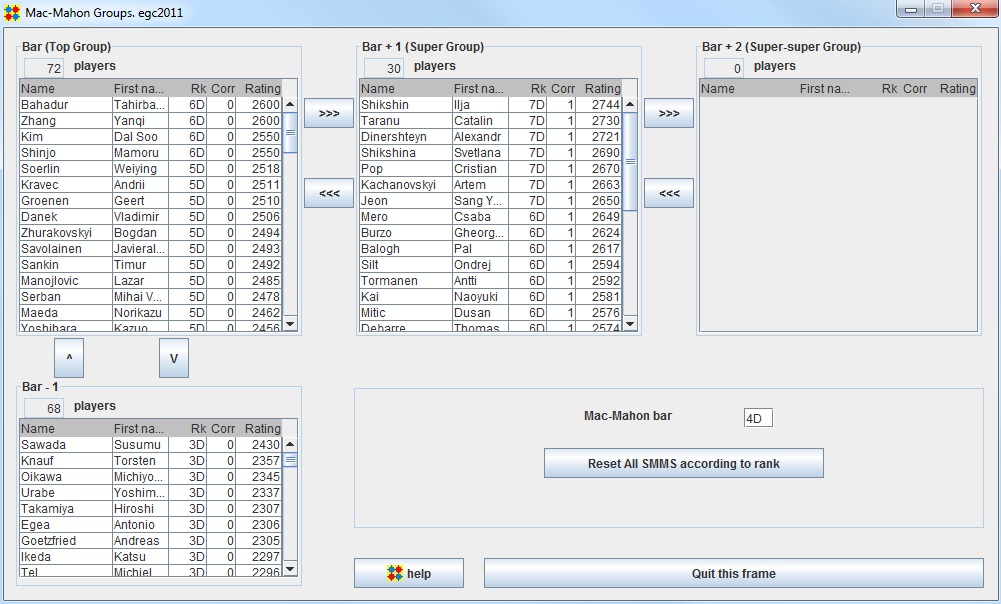 Mac-Mahon Groups. egc2011
Bar (Top Group)
72 players
Name First na... Rk Corr Rating
Bahadur Tahirba... 6D 0 2600
Zhang Yanqi 6D 0 2600
Kim Dal Soo 6D 0 2550
Shinjo Mamoru 6D 0 2550
Soerlin Weiying 5D 0 2518
Kravec Andrii 5D 0 2511
Groenen Geert 5D 0 2510
Danek Vladimir 5D 0 2506
Zhurakovskyi Bogdan 5D 0 2494
Savolainen Javieral... 5D 0 2493
Sankin Timur 5D 0 2492
Manojlovic Lazar 5D 0 2485
Serban Mihai V... 5D 0 2478
Maeda Norikazu 5D 0 2462
Yoshihara Kazuo 5D 0 2456
>>>
<<<
Bar + 1 (Super Group)
30 players
Name First na... Rk Corr Rating
Shikshin Ilja 7D 1 2744
Taranu Catalin 7D 1 2730
Dinershteyn Alexandr 7D 1 2721
Shikshina Svetlana 7D 1 2690
Pop Cristian 7D 1 2670
Kachanovskyi Artem 7D 1 2663
Jeon Sang Y... 7D 1 2650
Mero Csaba 6D 1 2649
Burzo Gheorg... 6D 1 2624
Balogh Pal 6D 1 2617
Silt Ondrej 6D 1 2594
Tormanen Antti 6D 1 2592
Kai Naoyuki 6D 1 2581
Mitic Dusan 6D 1 2576
Debarre Thomas 6D 1 2574
>>>
<<<
Bar + 2 (Super-super Group)
0 players
Name First na... Rk Corr Rating
^ V
Bar - 1
68 players
Name First na... Rk Corr Rating
Sawada Susumu 3D 0 2430
Knauf Torsten 3D 0 2357
Oikawa Michiyo... 3D 0 2345
Urabe Yoshim... 3D 0 2337
Takamiya Hiroshi 3D 0 2307
Egea Antonio 3D 0 2306
Goetzfried Andreas 3D 0 2305
Ikeda Katsu 3D 0 2297
Tel Michiel 3D 0 2296
Mac-Mahon bar 4D
Reset All SMMS according to rank
help
Quit this frame